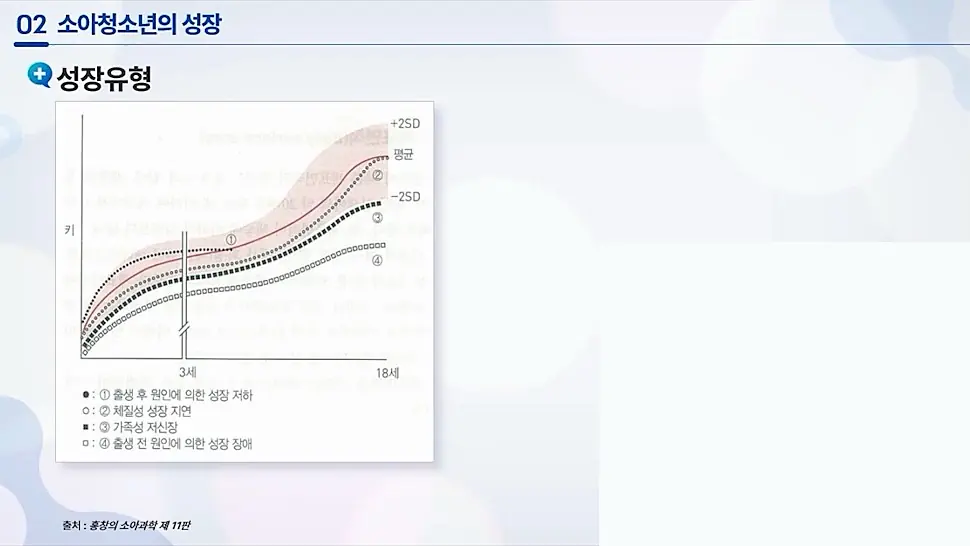 02 소아청소년의 성장
성장유형
+2SD
평균
②
-2SD
③
키
①
④
3세
18세
● : ① 출생 후 원인에 의한 성장 저하
○ : ② 체질성 성장 지연
■ : ③ 가족성 저신장
□ : ④ 출생 전 원인에 의한 성장 장애
출처 : 홍창의 소아과학 제 11판